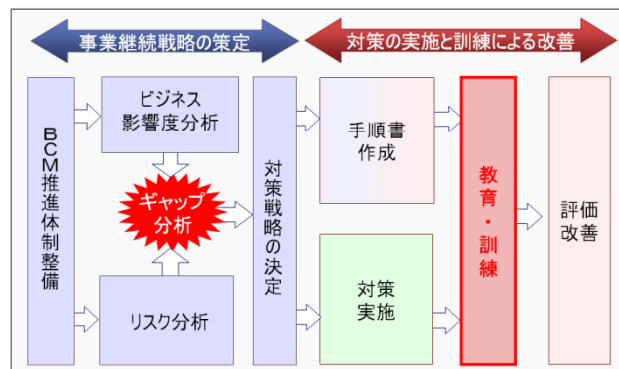 事業継続戦略の策定
対策の実施と訓練による改善
BCM推進体制整備
ビジネス
影響度分析
ギャップ
分析
リスク分析
対策戦略の決定
手順書
作成
対策
実施
教育・訓練
評価
改善